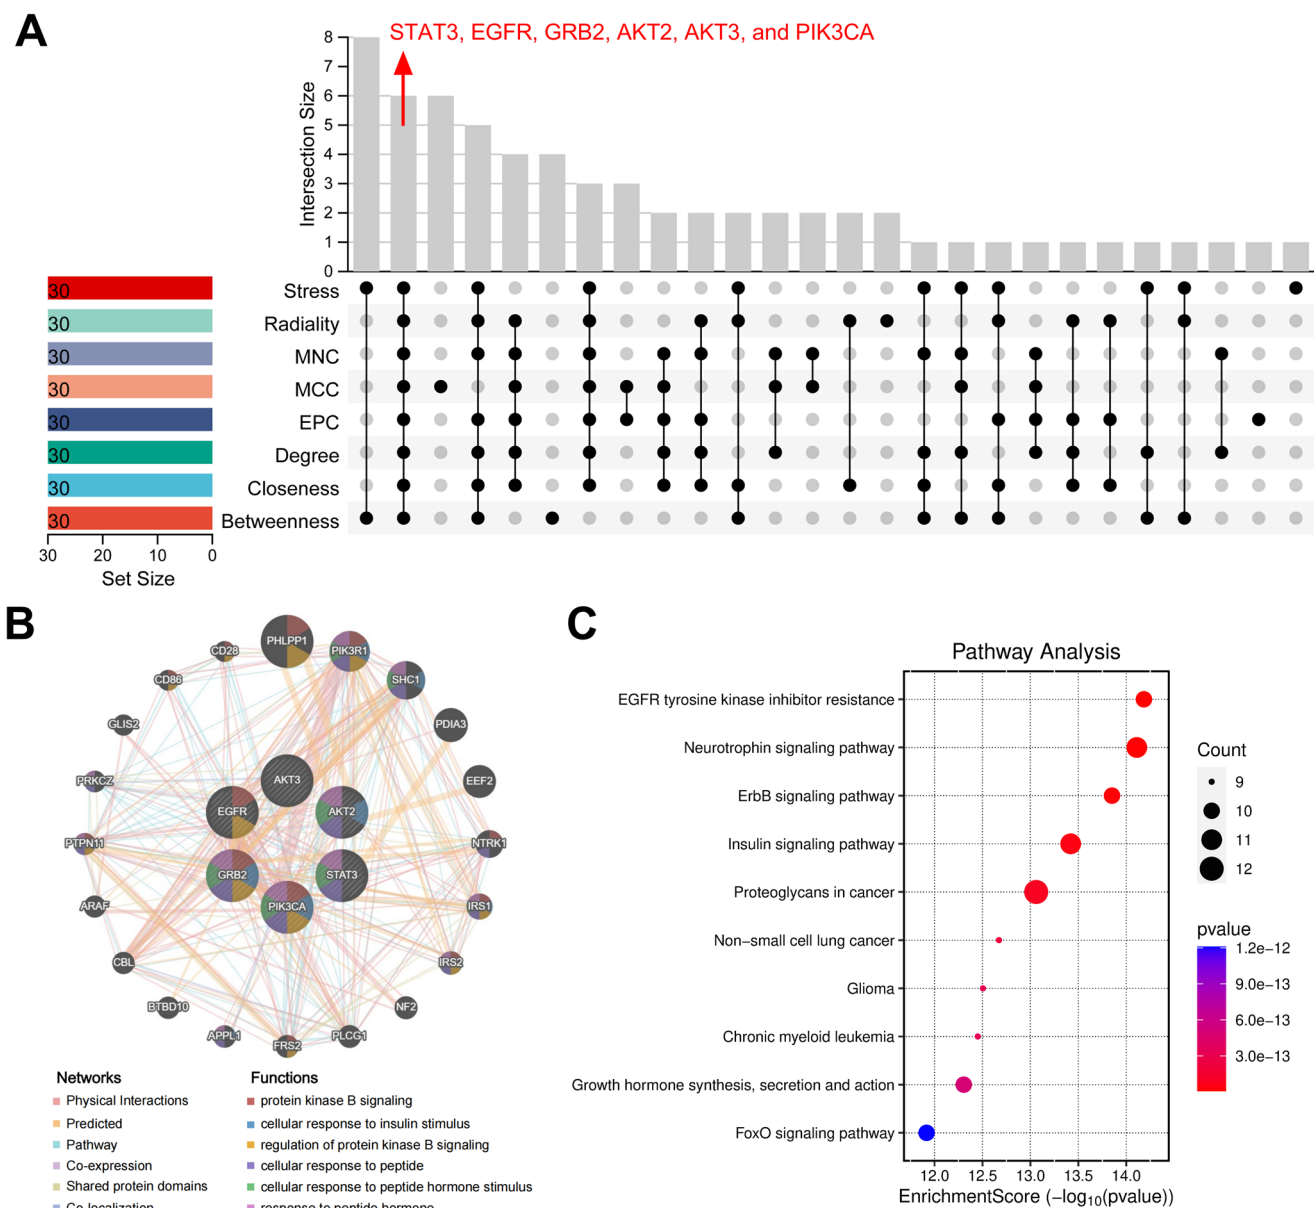 A
STAT3, EGFR, GRB2, AKT2, AKT3, and PIK3CA
Intersection Size
8
7
6
5
4
3
2
1
0
30 Stress
30 Radiality
30 MNC
30 MCC
30 EPC
30 Degree
30 Closeness
30 Betweenness
30 20 10 0
Set Size
B
PHLPP1
CD28
PIK3R1
CD86
SHC1
GLIS2
PDIA3
PRKCZ
AKT3
EEF2
EGFR
AKT2
PTPN11
NTRK1
GRB2
STAT3
ARAF
PIK3CA
IRS1
CBL
IRS2
BTBD10
NF2
APPL1
FRS2
PLCG1
Networks
Physical Interactions
Predicted
Pathway
Co-expression
Shared protein domains
Co-localization
Functions
protein kinase B signaling
cellular response to insulin stimulus
regulation of protein kinase B signaling
cellular response to peptide
cellular response to peptide hormone stimulus
response to peptide hormone
C
Pathway Analysis
EGFR tyrosine kinase inhibitor resistance
Neurotrophin signaling pathway
ErbB signaling pathway
Insulin signaling pathway
Proteoglycans in cancer
Non−small cell lung cancer
Glioma
Chronic myeloid leukemia
Growth hormone synthesis, secretion and action
FoxO signaling pathway
12.0 12.5 13.0 13.5 14.0
EnrichmentScore (−log10(pvalue))
Count
9
10
11
12
pvalue
1.2e−12
9.0e−13
6.0e−13
3.0e−13